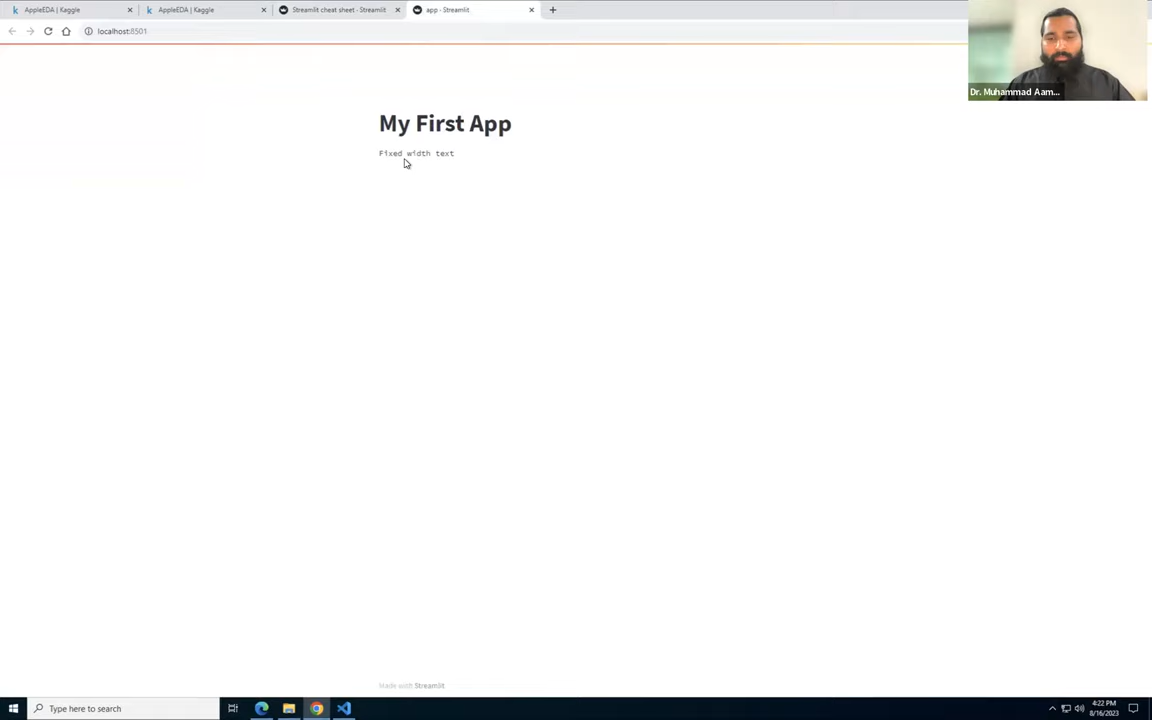 AppleEDA | Kaggle
AppleEDA | Kaggle
Streamlit cheat sheet - Streamlit
app - Streamlit
localhost:8501
Dr. Muhammad Aam...
My First App
Fixed width text
Made with Streamlit
Type here to search
4:22 PM
8/16/2023